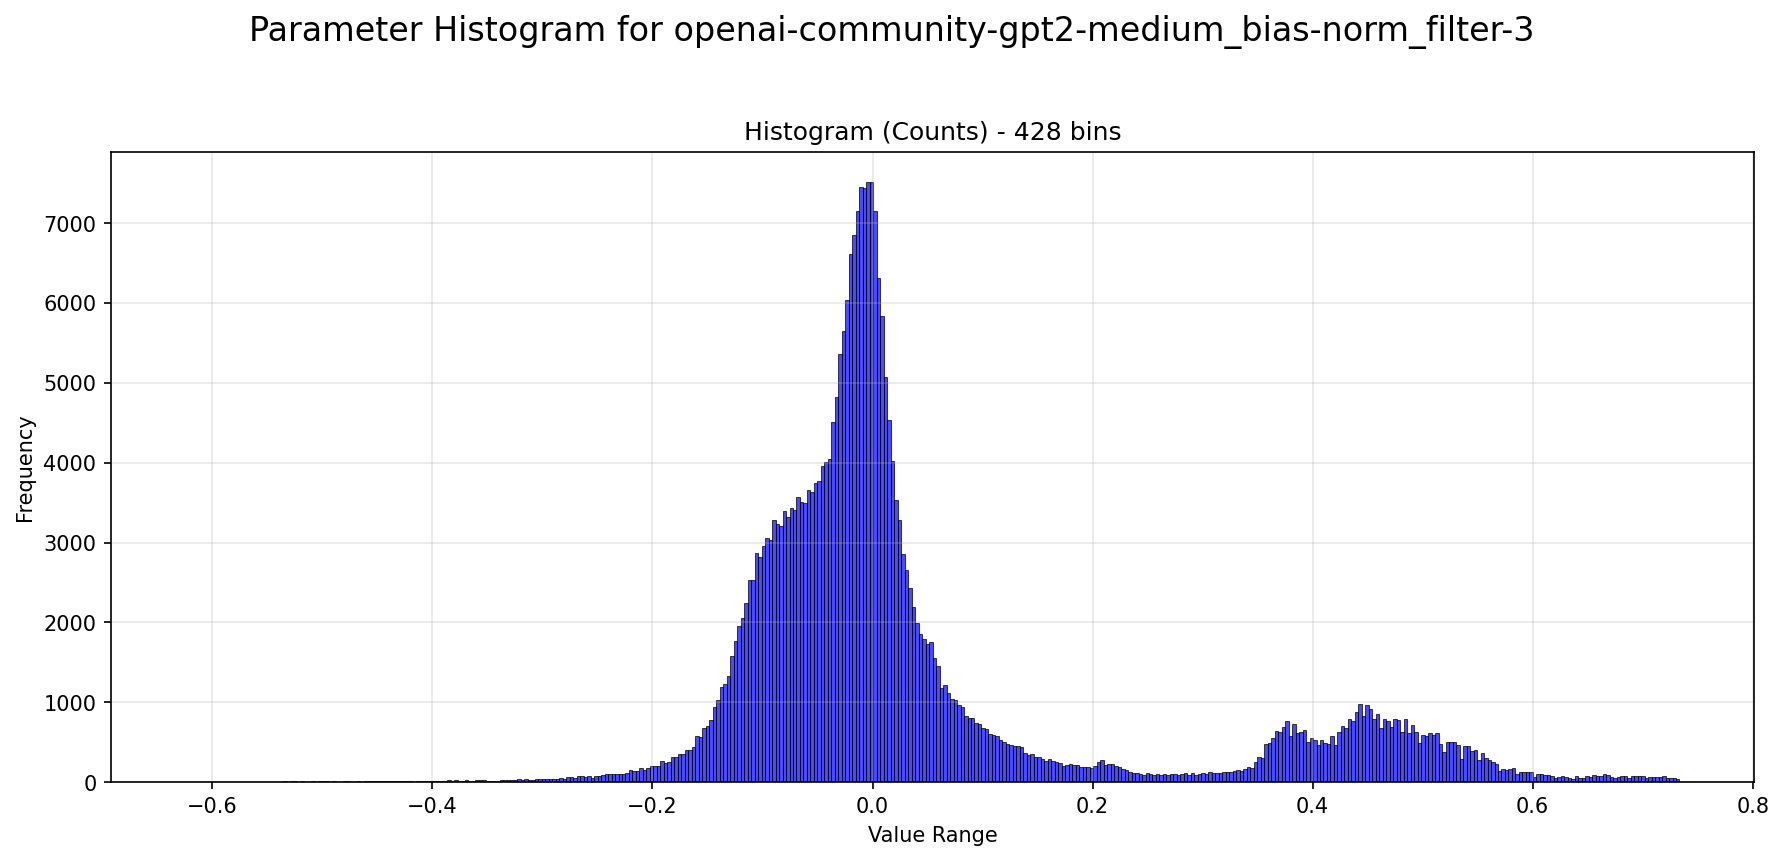 Parameter Histogram for openai-community-gpt2-medium_bias-norm_filter-3
Histogram (Counts) - 428 bins
7000
6000
5000
4000
3000
2000
1000
0
Frequency
−0.6 −0.4 −0.2 0.0 0.2 0.4 0.6 0.8
Value Range